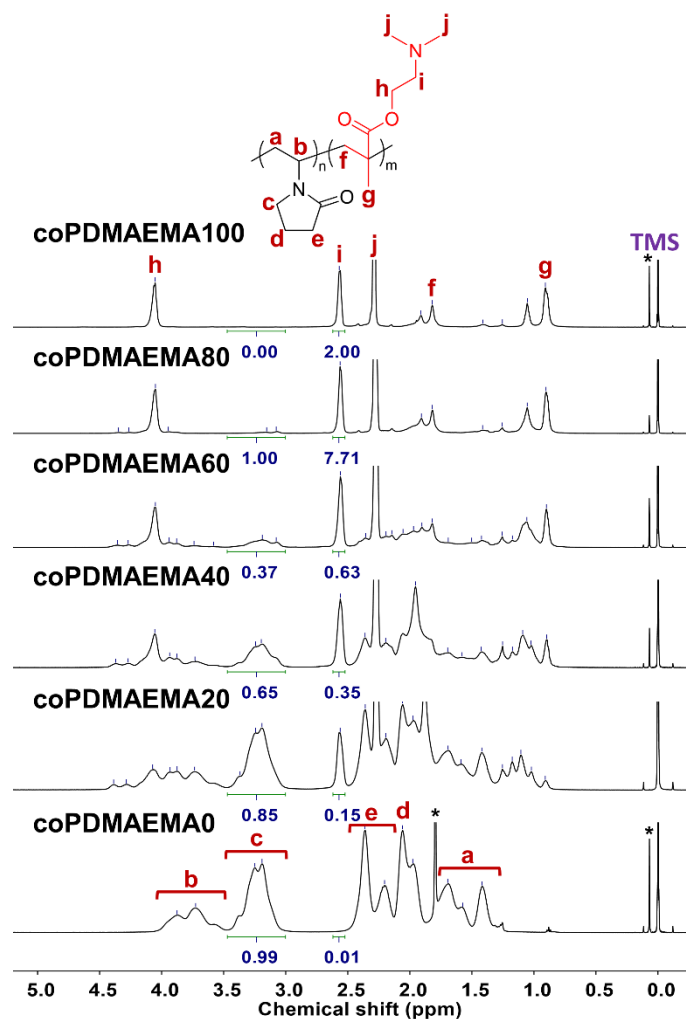 j j
N
i
h
O
O
a
b
f
n
m
N
O
g
c
d
e
coPDMAEMA100
TMS
*
h
i
j
f
g
0.00 2.00
coPDMAEMA80
1.00 7.71
coPDMAEMA60
0.37 0.63
coPDMAEMA40
0.65 0.35
coPDMAEMA20
0.85 0.15
coPDMAEMA0
e d * *
c
a
b
0.99 0.01
5.0 4.5 4.0 3.5 3.0 2.5 2.0 1.5 1.0 0.5 0.0
Chemical shift (ppm)